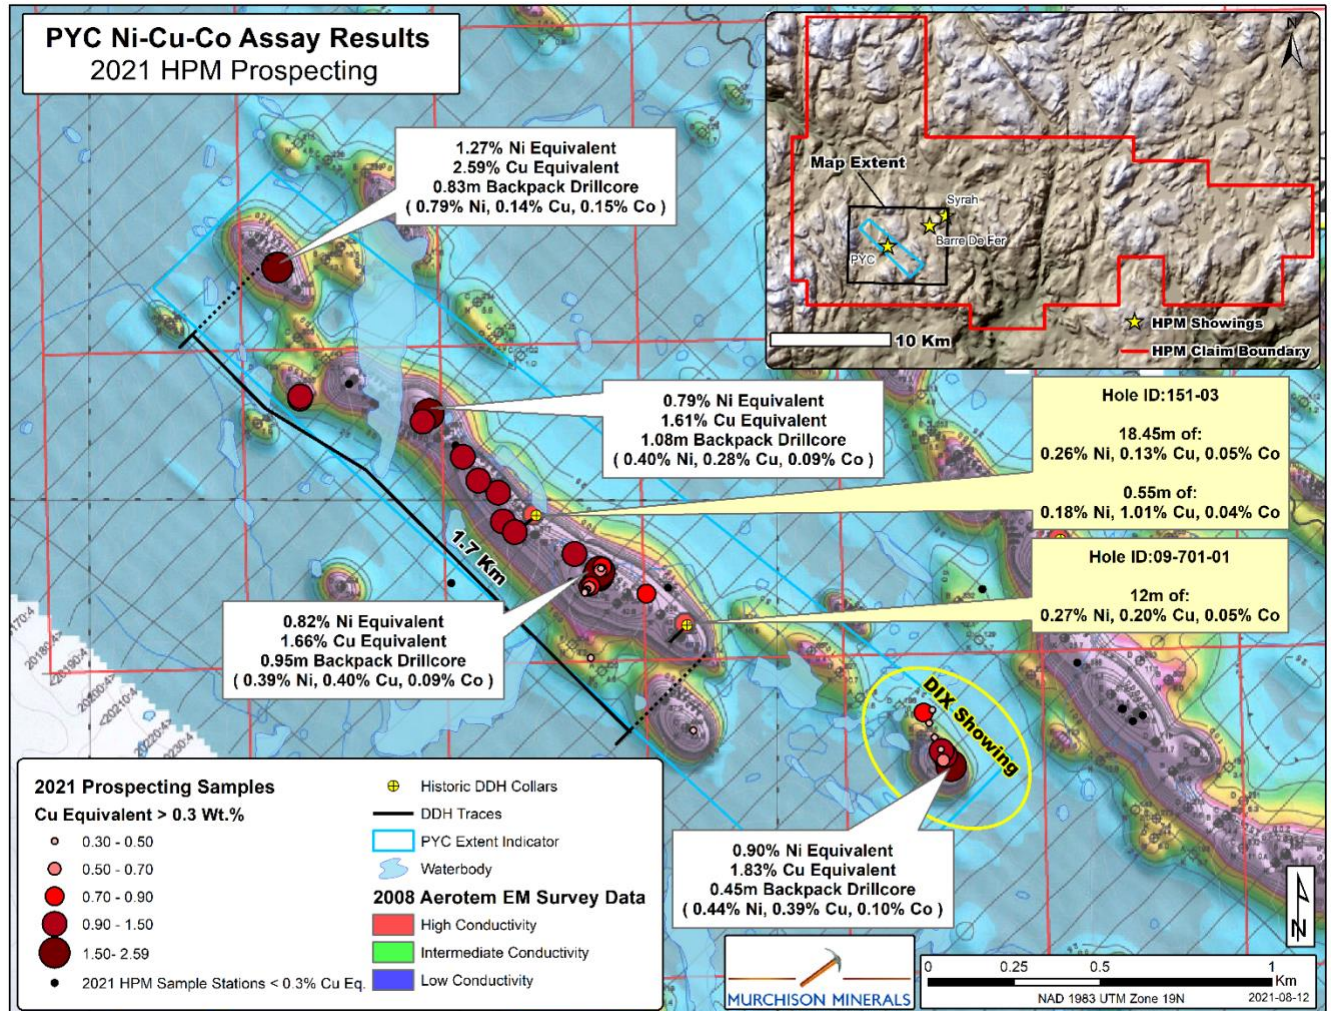 PYC Ni-Cu-Co Assay Results
2021 HPM Prospecting
N
Map Extent
Syrah
Barre De Fer
PYC
HPM Showings
10 Km
HPM Claim Boundary
1.27% Ni Equivalent
2.59% Cu Equivalent
0.83m Backpack Drillcore
( 0.79% Ni, 0.14% Cu, 0.15% Co )
0.79% Ni Equivalent
1.61% Cu Equivalent
1.08m Backpack Drillcore
( 0.40% Ni, 0.28% Cu, 0.09% Co )
Hole ID:151-03
18.45m of:
0.26% Ni, 0.13% Cu, 0.05% Co
0.55m of:
0.18% Ni, 1.01% Cu, 0.04% Co
Hole ID:09-701-01
12m of:
0.27% Ni, 0.20% Cu, 0.05% Co
1.7 Km
0.82% Ni Equivalent
1.66% Cu Equivalent
0.95m Backpack Drillcore
( 0.39% Ni, 0.40% Cu, 0.09% Co )
DIX Showing
0.90% Ni Equivalent
1.83% Cu Equivalent
0.45m Backpack Drillcore
( 0.44% Ni, 0.39% Cu, 0.10% Co )
20180:4
<20190:4
20200:4>
<20210:4
20220:4>
2021 Prospecting Samples
Cu Equivalent > 0.3 Wt.%
0.30 - 0.50
0.50 - 0.70
0.70 - 0.90
0.90 - 1.50
1.50- 2.59
2021 HPM Sample Stations < 0.3% Cu Eq.
Historic DDH Collars
DDH Traces
PYC Extent Indicator
Waterbody
2008 Aerotem EM Survey Data
High Conductivity
Intermediate Conductivity
Low Conductivity
MURCHISON MINERALS
N
0 0.25 0.5 1
Km
NAD 1983 UTM Zone 19N
2021-08-12